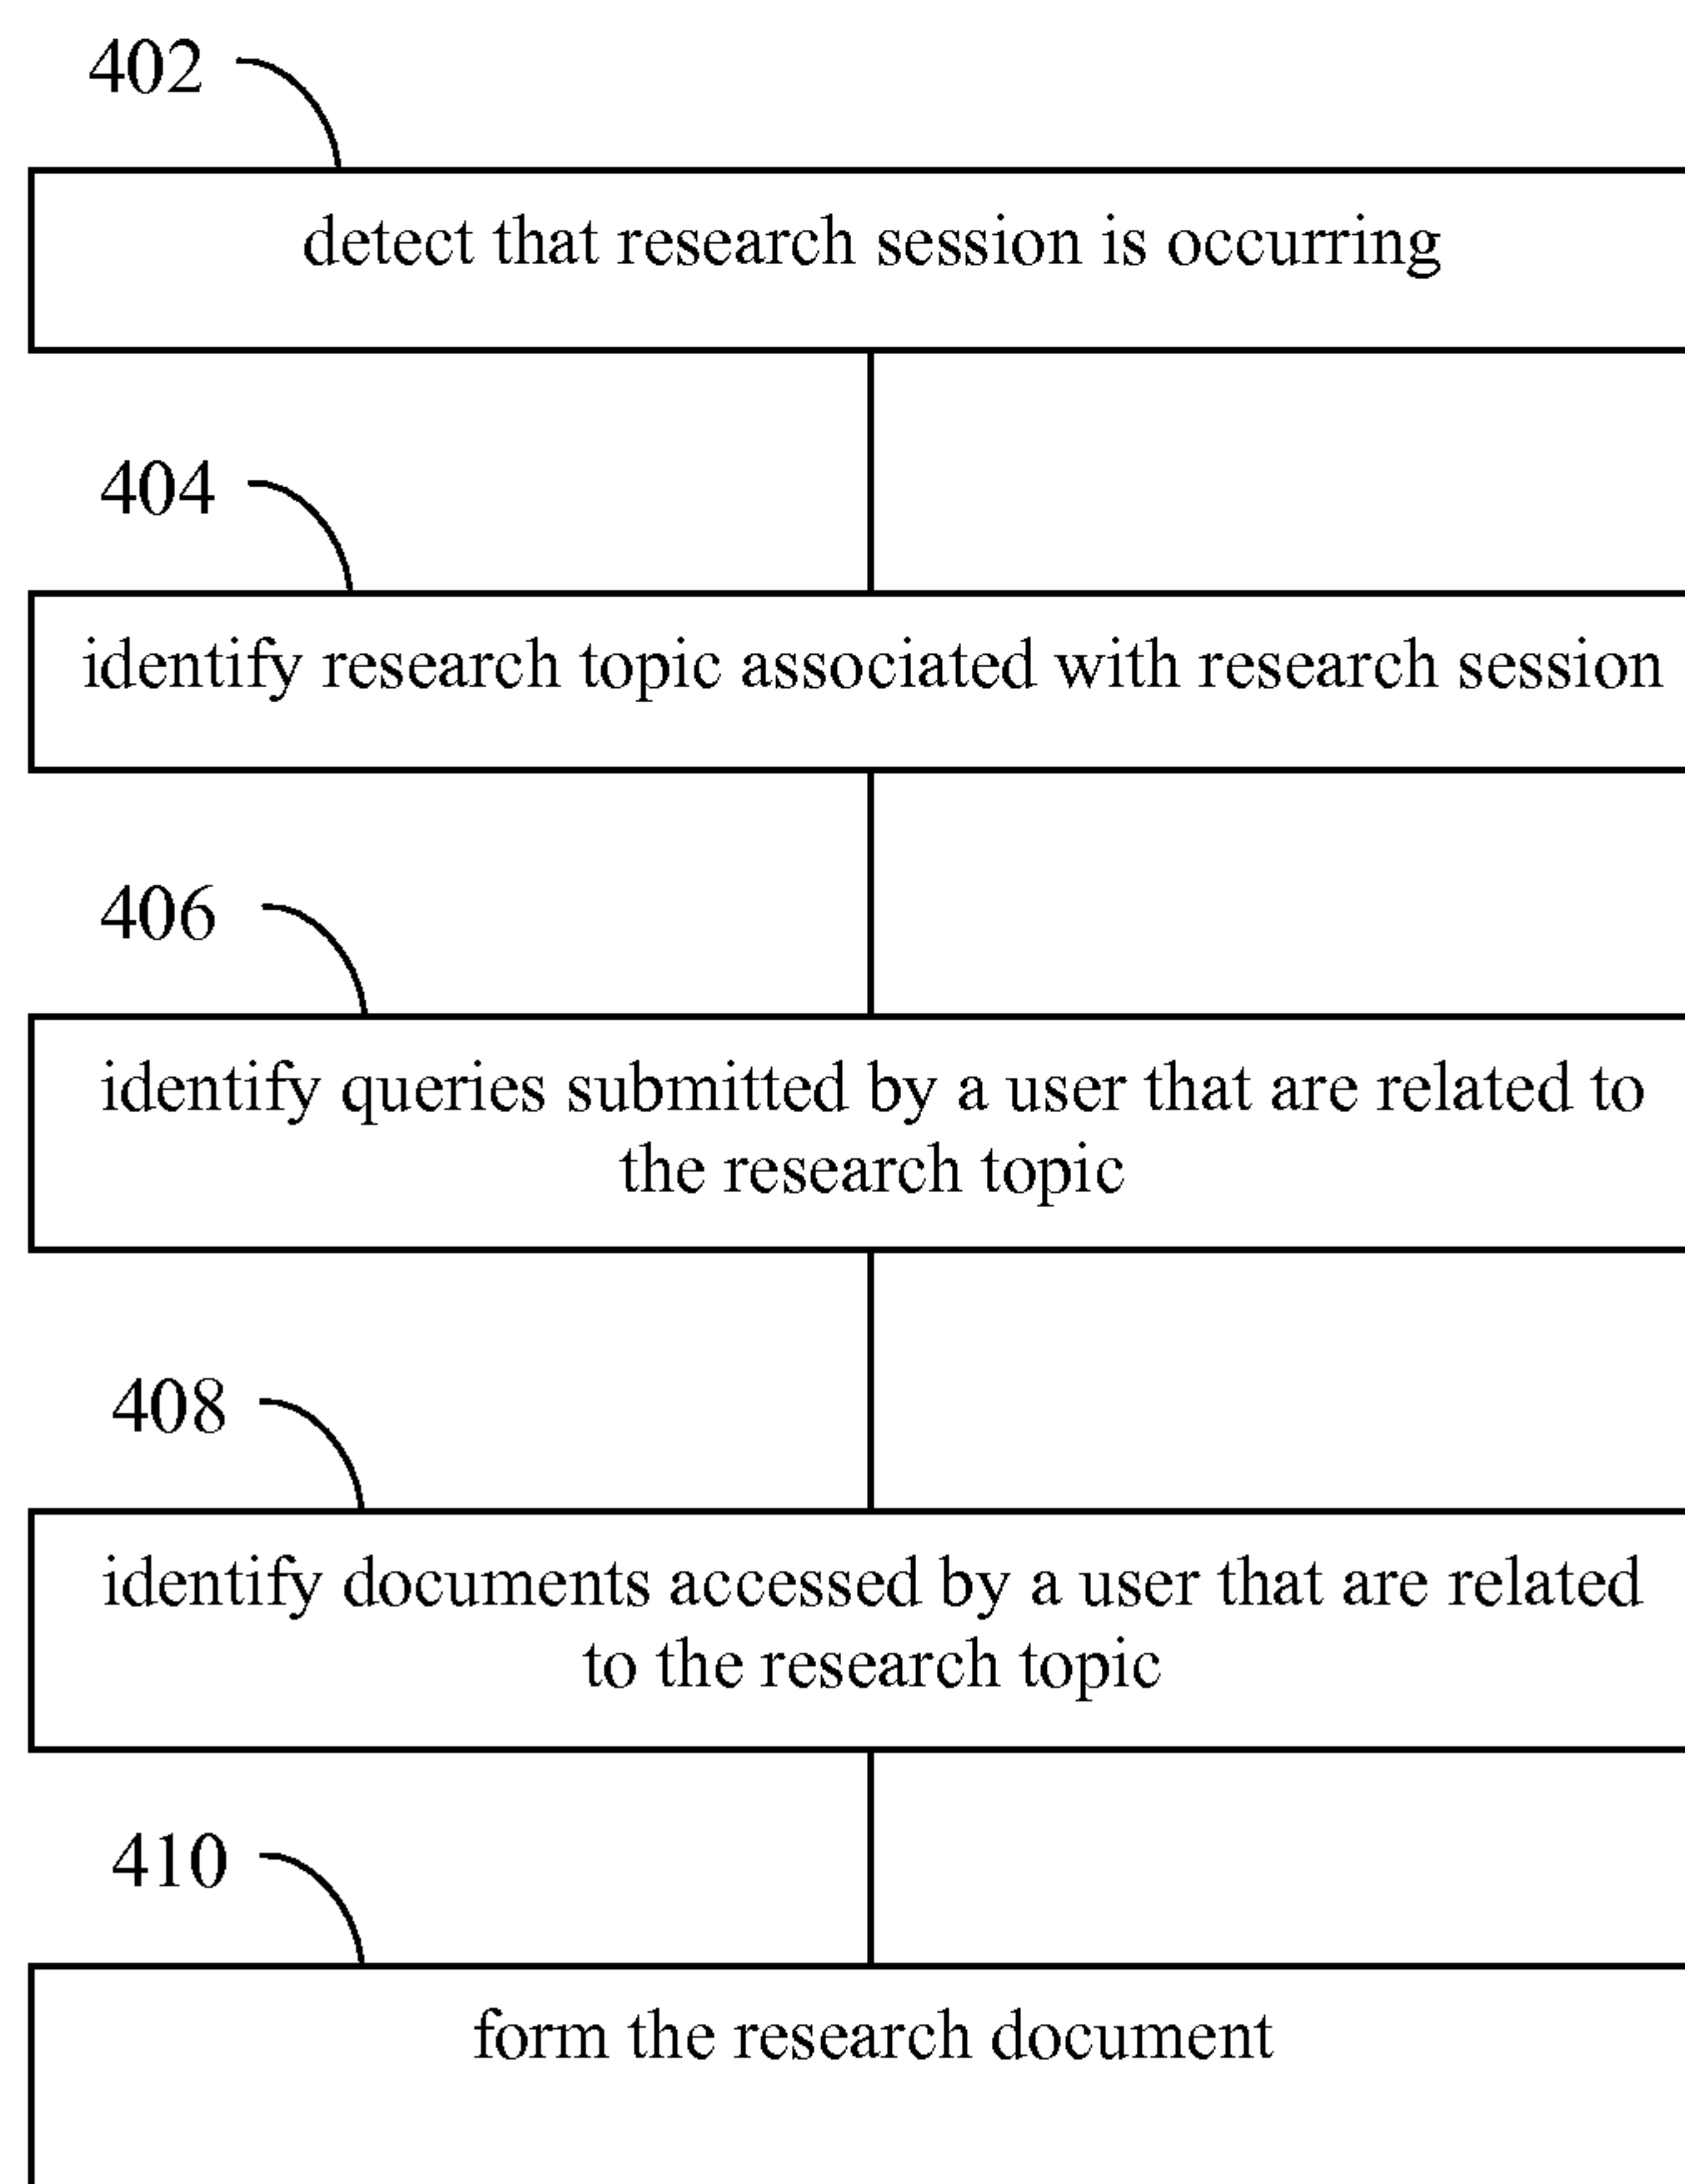 402
detect that research session is occurring
404
identify research topic associated with research session
406
identify queries submitted by a user that are related to
the research topic
408
identify documents accessed by a user that are related
to the research topic
410
form the research document